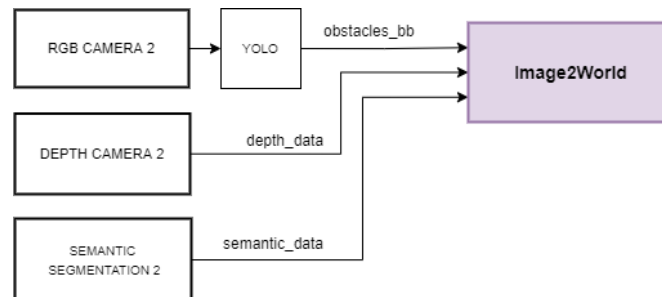 RGB CAMERA 2
YOLO
obstacles_bb
Image2World
DEPTH CAMERA 2
depth_data
SEMANTIC
SEGMENTATION 2
semantic_data